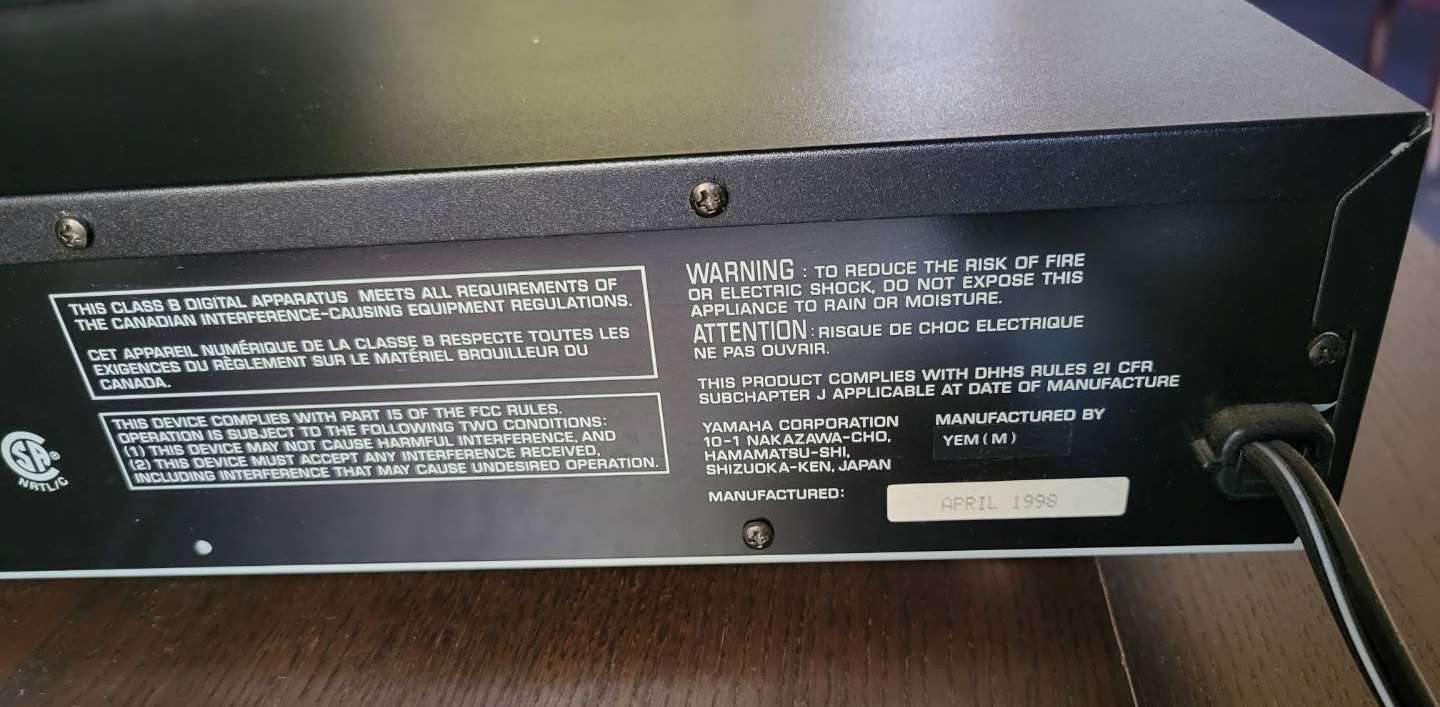 THIS CLASS B DIGITAL APPARATUS MEETS ALL REQUIREMENTS OF
THE CANADIAN INTERFERENCE-CAUSING EQUIPMENT REGULATIONS.
CET APPAREIL NUMÉRIQUE DE LA CLASSE B RESPECTE TOUTES LES
EXIGENCES DU RÈGLEMENT SUR LE MATÉRIEL BROUILLEUR DU
CANADA.
THIS DEVICE COMPLIES WITH PART 15 OF THE FCC RULES.
OPERATION IS SUBJECT TO THE FOLLOWING TWO CONDITIONS:
(1) THIS DEVICE MAY NOT CAUSE HARMFUL INTERFERENCE, AND
(2) THIS DEVICE MUST ACCEPT ANY INTERFERENCE RECEIVED,
INCLUDING INTERFERENCE THAT MAY CAUSE UNDESIRED OPERATION.
SA®
NRTL/C
WARNING : TO REDUCE THE RISK OF FIRE
OR ELECTRIC SHOCK, DO NOT EXPOSE THIS
APPLIANCE TO RAIN OR MOISTURE.
ATTENTION : RISQUE DE CHOC ELECTRIQUE
NE PAS OUVRIR.
THIS PRODUCT COMPLIES WITH DHHS RULES 21 CFR
SUBCHAPTER J APPLICABLE AT DATE OF MANUFACTURE
YAMAHA CORPORATION
10-1 NAKAZAWA-CHO,
HAMAMATSU-SHI,
SHIZUOKA-KEN, JAPAN
MANUFACTURED BY
YEM (M)
MANUFACTURED:
APRIL 1998